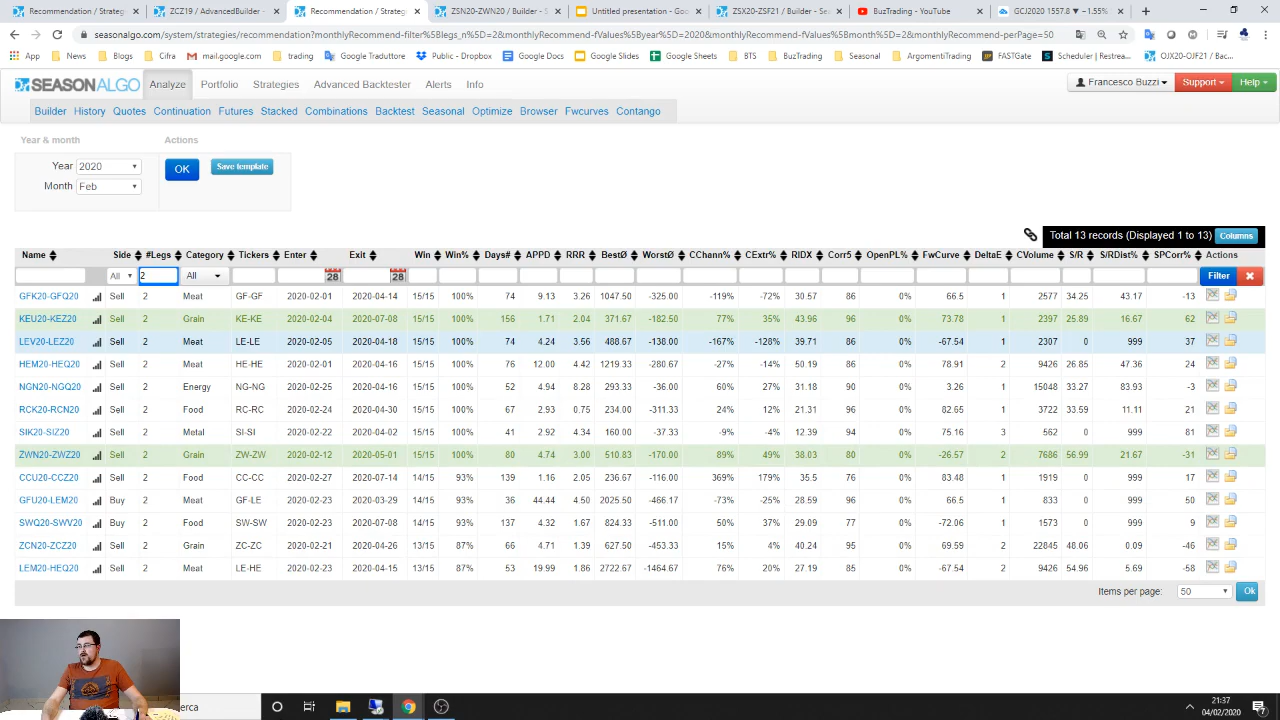 Recommendation / Strateg
ZCZ19 / AdvancedBuilder -
Recommendation / Strateg
ZSN20-ZWN20 / Builder - S
Untitled presentation - Goo
ZSX20-ZSF21 / Builder - Se
BuzTrading - YouTube
GCJ2020 1557.8 ▼ −1.55%
seasonalgo.com/system/strategies/recommendation?monthlyRecommend-filter%5Blegs_n%5D=2&monthlyRecommend-fValues%5Byear%5D=2020&monthlyRecommend-fValues%5Bmonth%5D=2&monthlyRecommend-perPage=50
App News Blogs Cifra mail.google.com trading Google Traduttore Public - Dropbox Google Docs Google Slides Google Sheets BTS BuzTrading Seasonal ArgomentiTrading FASTGate Scheduler | Restrea... OJX20-OJF21 / Bac...
SEASONALGO Analyze Portfolio Strategies Advanced Backtester Alerts Info Francesco Buzzi Support Help
Builder History Quotes Continuation Futures Stacked Combinations Backtest Seasonal Optimize Browser Fwcurves Contango
Year & month Actions
Year 2020 OK Save template
Month Feb
Total 13 records (Displayed 1 to 13) Columns
Name Side #Legs Category Tickers Enter Exit Win Win% Days# APPD RRR BestØ WorstØ CChann% CExtr% RIDX Corr5 OpenPL% FwCurve DeltaE CVolume S/R S/RDist% SPCorr% Actions
All 2 All 28 28 Filter
GFK20-GFQ20 Sell 2 Meat GF-GF 2020-02-01 2020-04-14 15/15 100% 74 9.13 3.26 1047.50 -325.00 -119% -72% 30.57 86 0% 66.5 1 2577 34.25 43.17 -13
KEU20-KEZ20 Sell 2 Grain KE-KE 2020-02-04 2020-07-08 15/15 100% 156 1.71 2.04 371.67 -182.50 77% 35% 43.96 96 0% 73.78 1 2397 25.89 16.67 62
LEV20-LEZ20 Sell 2 Meat LE-LE 2020-02-05 2020-04-18 15/15 100% 74 4.24 3.56 488.67 -138.00 -167% -128% 39.71 86 0% -67.54 1 2007 0 999 37
HEM20-HEQ20 Sell 2 Meat HE-HE 2020-02-01 2020-04-16 15/15 100% 76 12.00 4.42 1219.33 -280.67 -27% -14% 50.19 86 0% 78.91 2 9426 26.85 47.36 24
NGN20-NGQ20 Sell 2 Energy NG-NG 2020-02-25 2020-04-16 15/15 100% 52 4.94 8.28 293.33 -36.00 60% 27% 31.18 90 0% 3.26 1 15048 33.27 83.93 -3
RCK20-RCN20 Sell 2 Food RC-RC 2020-02-24 2020-04-30 15/15 100% 67 2.93 0.75 234.00 -311.33 24% 12% 21.31 96 0% 82.65 1 3722 33.59 11.11 21
SIK20-SIZ20 Sell 2 Metal SI-SI 2020-02-22 2020-04-02 15/15 100% 41 2.92 4.34 160.00 -37.33 -9% -4% 12.39 94 0% 75.16 3 562 0 999 81
ZWN20-ZWZ20 Sell 2 Grain ZW-ZW 2020-02-12 2020-05-01 15/15 100% 80 4.74 3.00 510.83 -170.00 89% 49% 38.03 80 0% -26.57 2 7686 56.99 21.67 -31
CCU20-CCZ20 Sell 2 Food CC-CC 2020-02-27 2020-07-14 14/15 93% 139 1.16 2.05 236.67 -116.00 369% 179% 35.5 76 0% 83.48 1 1919 0 999 17
GFU20-LEM20 Buy 2 Meat GF-LE 2020-02-23 2020-03-29 14/15 93% 36 44.44 4.50 2025.50 -466.17 -73% -25% 28.59 96 0% 66.5 1 833 0 999 50
SWQ20-SWV20 Buy 2 Food SW-SW 2020-02-23 2020-07-08 14/15 93% 137 4.32 1.67 824.33 -511.00 50% 37% 29.09 77 0% -72.06 1 1573 0 999 9
ZCN20-ZCZ20 Sell 2 Grain ZC-ZC 2020-02-21 2020-04-26 13/15 87% 66 4.71 1.39 627.50 -453.33 15% 4% 40.24 95 0% 69.59 2 22845 48.06 0.09 -46
LEM20-HEQ20 Sell 2 Meat LE-HE 2020-02-23 2020-04-15 13/15 87% 53 19.99 1.86 2722.67 -1464.67 76% 20% 27.19 85 0% -67.54 2 9426 54.96 5.69 -58
Items per page: 50 Ok
erca
21:37
04/02/2020